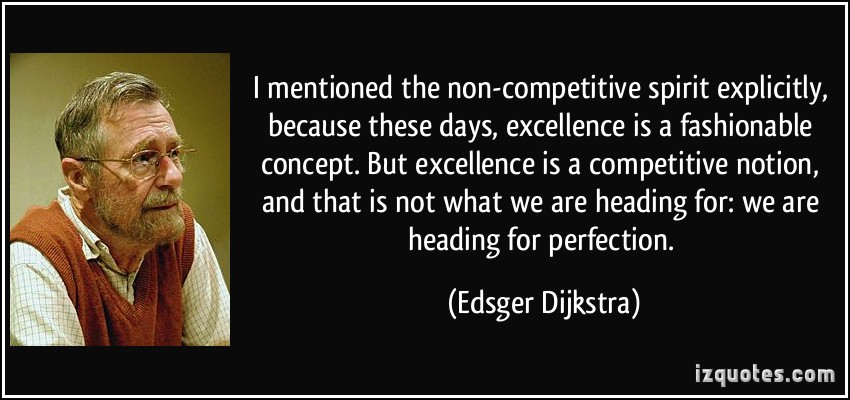 I mentioned the non-competitive spirit explicitly,
because these days, excellence is a fashionable
concept. But excellence is a competitive notion,
and that is not what we are heading for: we are
heading for perfection.
(Edsger Dijkstra)
izquotes.com